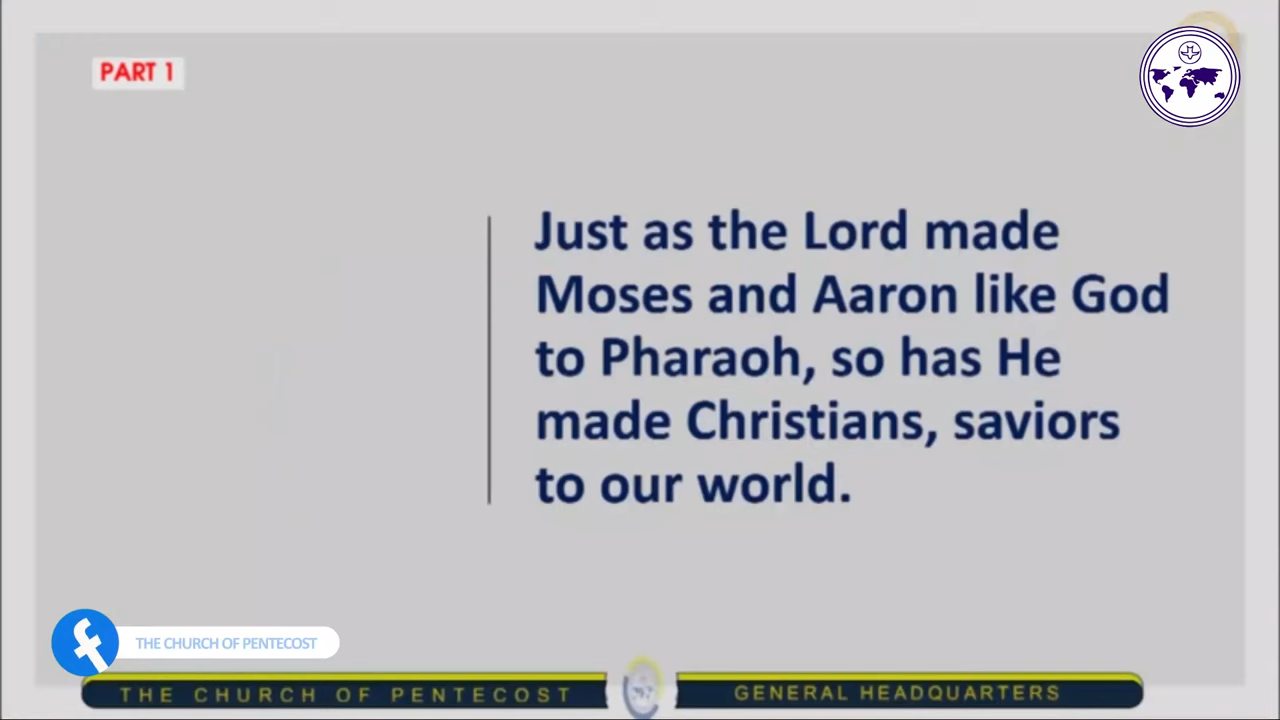 PART 1
Just as the Lord made
Moses and Aaron like God
to Pharaoh, so has He
made Christians, saviors
to our world.
THE CHURCH OF PENTECOST
THE CHURCH OF PENTECOST
GENERAL HEADQUARTERS